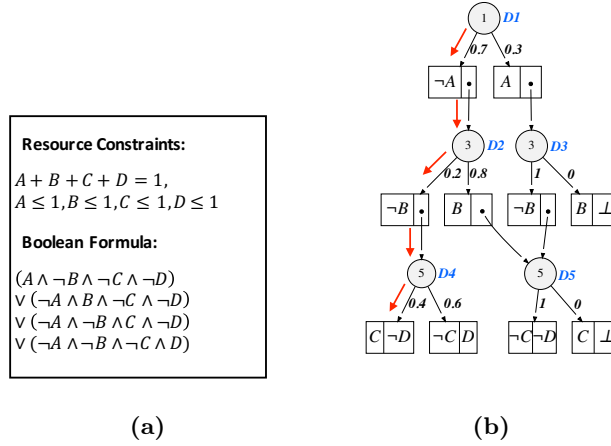 Resource Constraints:
A + B + C + D = 1,
A ≤ 1, B ≤ 1, C ≤ 1, D ≤ 1
Boolean Formula:
(A ∧ ¬B ∧ ¬C ∧ ¬D)
∨ (¬A ∧ B ∧ ¬C ∧ ¬D)
∨ (¬A ∧ ¬B ∧ C ∧ ¬D)
∨ (¬A ∧ ¬B ∧ ¬C ∧ D)
(a)
1 D1
0.7 0.3
¬A A
3 D2 3 D3
0.2 0.8 1 0
¬B B ¬B B ⊥
5 D4 5 D5
0.4 0.6 1 0
C ¬D ¬C D ¬C ¬D C ⊥
(b)